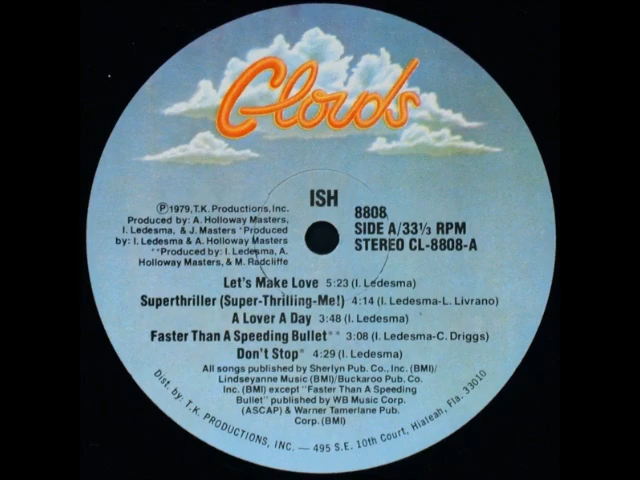 Clouds
ISH
Ⓟ1979, T.K. Productions, Inc.
Produced by: A. Holloway Masters,
I. Ledesma, & J. Masters *Produced
by: I. Ledesma & A. Holloway Masters
**Produced by: I. Ledesma, A.
Holloway Masters, & M. Radcliffe
8808
SIDE A/33⅓ RPM
STEREO CL-8808-A
Let's Make Love 5:23 (I. Ledesma)
Superthriller (Super-Thrilling-Me!) 4:14 (I. Ledesma-L. Livrano)
A Lover A Day 3:48 (I. Ledesma)
Faster Than A Speeding Bullet** 3:08 (I. Ledesma-C. Driggs)
Don't Stop* 4:29 (I. Ledesma)
All songs published by Sherlyn Pub. Co., Inc. (BMI)/
Lindseyanne Music (BMI)/Buckaroo Pub. Co.
Inc. (BMI) except "Faster Than A Speeding
Bullet" published by WB Music Corp.
(ASCAP) & Warner Tamerlane Pub.
Corp. (BMI)
Dist. by: T.K. PRODUCTIONS, INC. — 495 S.E. 10th Court, Hialeah, Fla. 33010